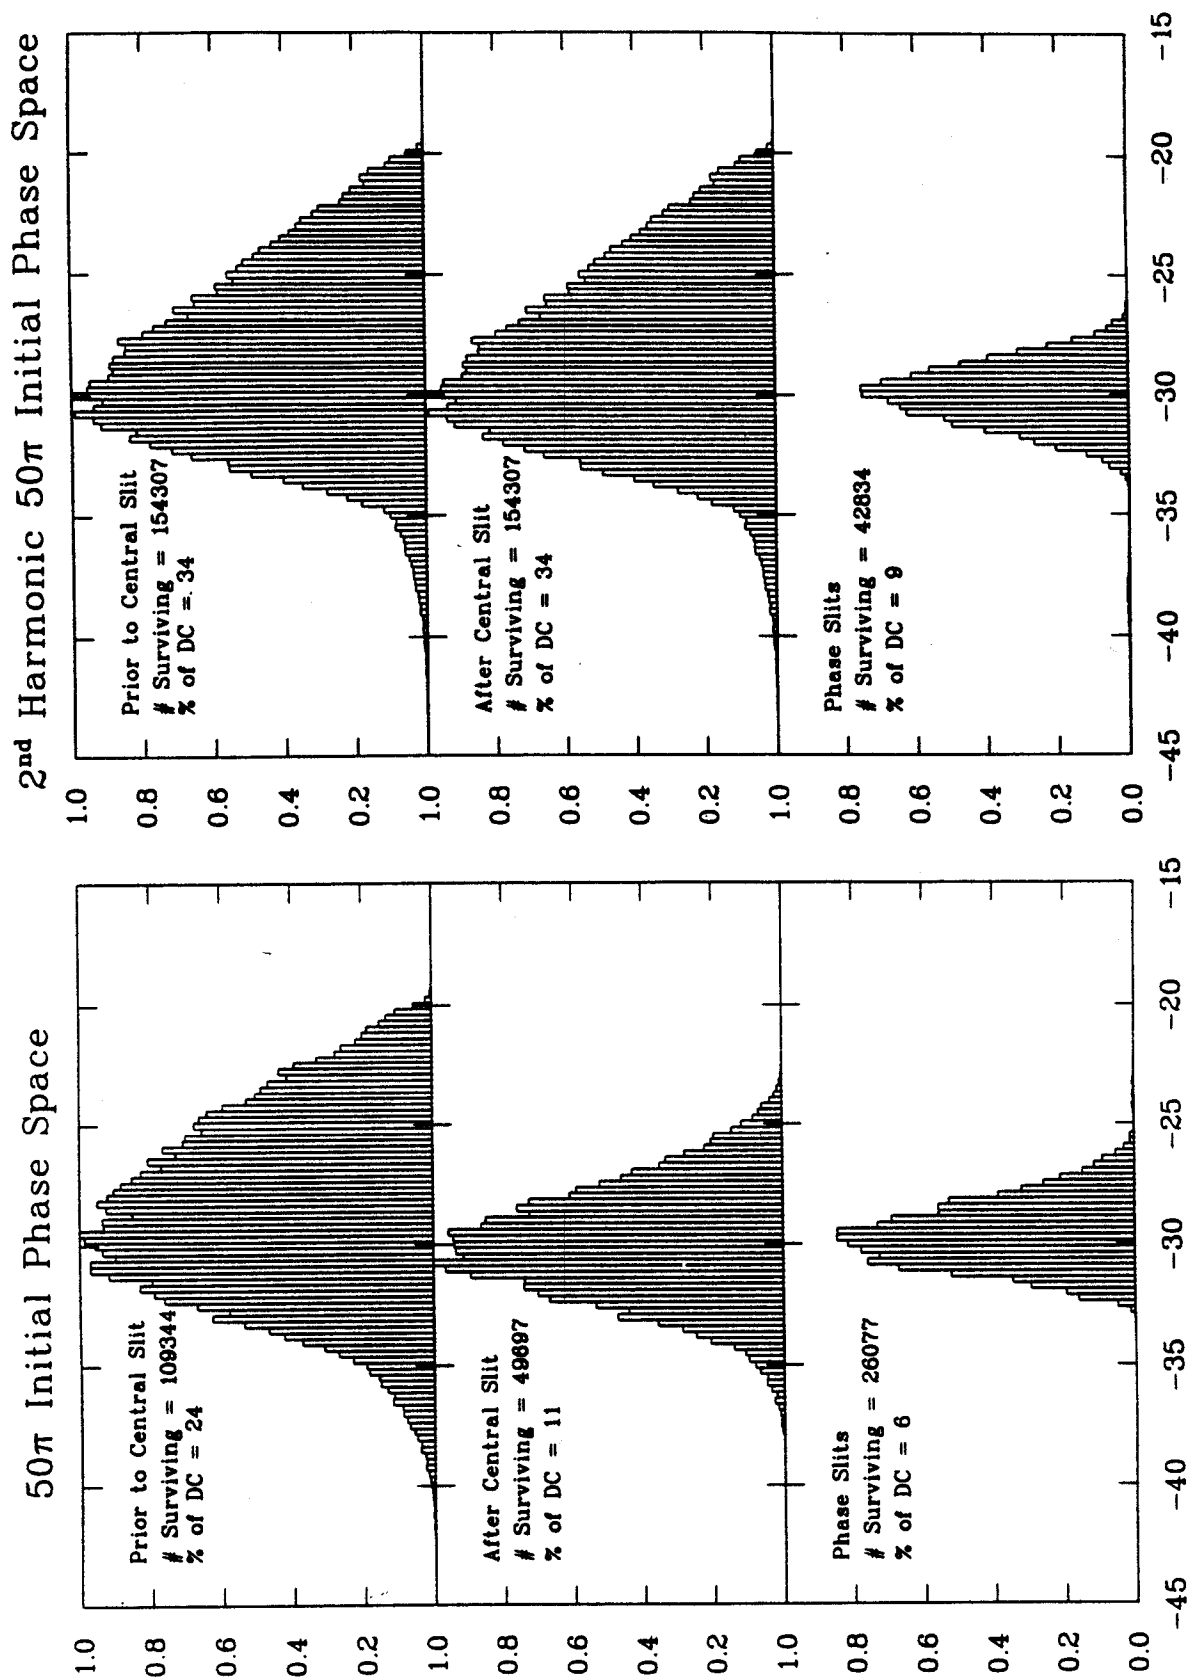 50π Initial Phase Space
1.0
0.8
0.6
0.4
0.2
Prior to Central Slit
# Surviving = 109344
% of DC = 24
1.0
0.8
0.6
0.4
0.2
After Central Slit
# Surviving = 49697
% of DC = 11
1.0
0.8
0.6
0.4
0.2
0.0
Phase Slits
# Surviving = 26077
% of DC = 6
-45 -40 -35 -30 -25 -20 -15
2nd Harmonic 50π Initial Phase Space
1.0
0.8
0.6
0.4
0.2
Prior to Central Slit
# Surviving = 154307
% of DC = 34
1.0
0.8
0.6
0.4
0.2
After Central Slit
# Surviving = 154307
% of DC = 34
1.0
0.8
0.6
0.4
0.2
0.0
Phase Slits
# Surviving = 42834
% of DC = 9
-45 -40 -35 -30 -25 -20 -15